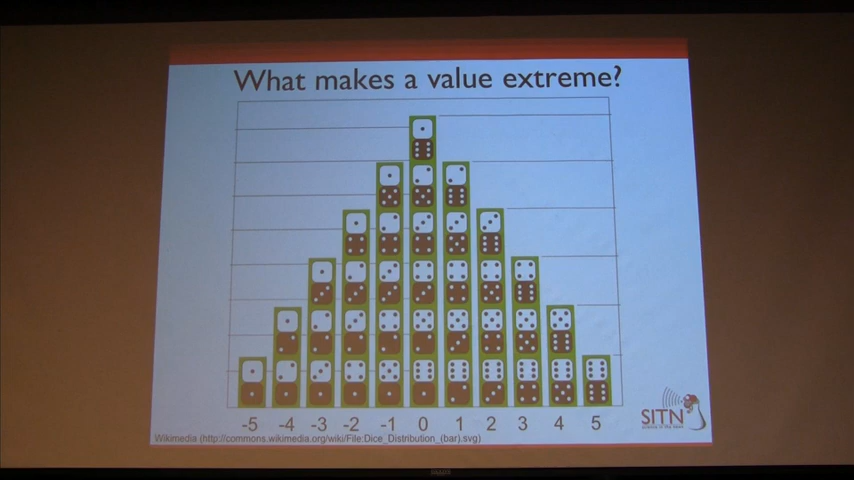 What makes a value extreme?
-5 -4 -3 -2 -1 0 1 2 3 4 5
SITN
Wikimedia (http://commons.wikimedia.org/wiki/File:Dice_Distribution_(bar).svg)